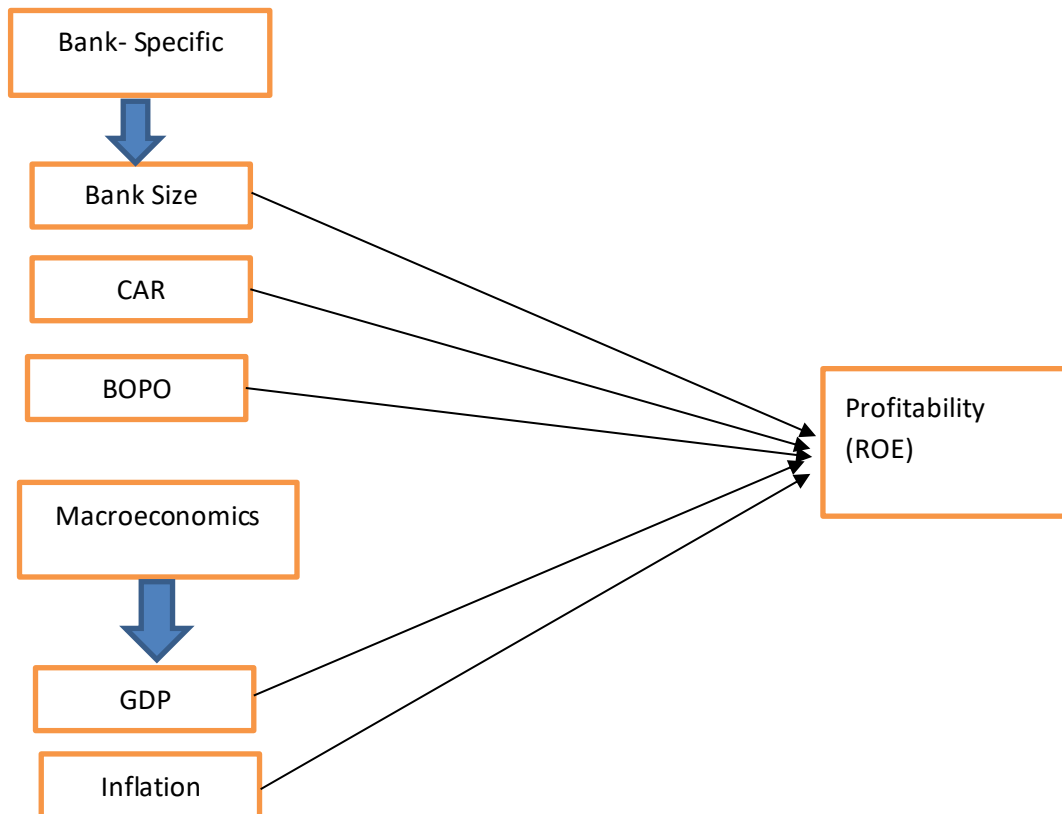 Bank- Specific
Bank Size
CAR
BOPO
Profitability
(ROE)
Macroeconomics
GDP
Inflation